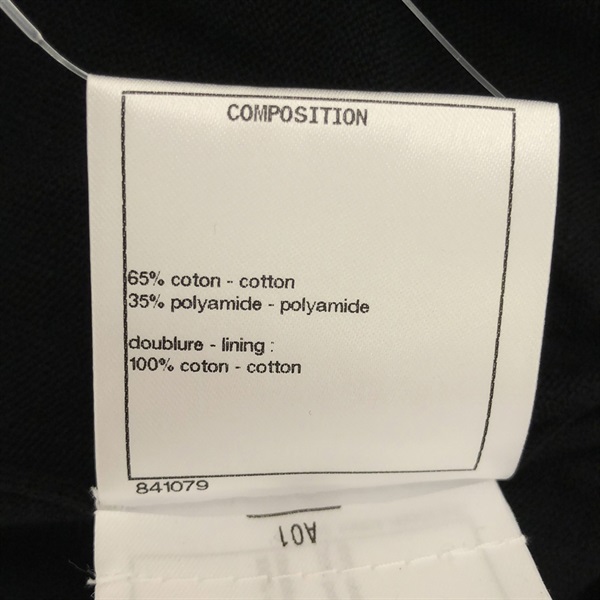 COMPOSITION
65% coton - cotton
35% polyamide - polyamide
doublure - lining :
100% coton - cotton
841079
A01